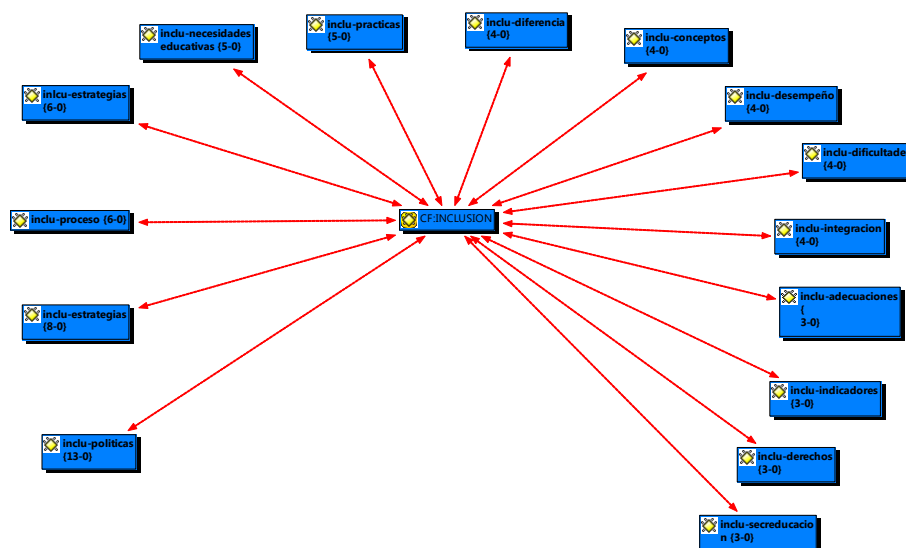 inclu-necesidades
educativas {5-0}
inclu-practicas
{5-0}
inclu-diferencia
{4-0}
inclu-conceptos
{4-0}
inlcu-estrategias
{6-0}
inclu-desempeño
{4-0}
inclu-dificultade
{4-0}
inclu-proceso {6-0}
CF:INCLUSION
inclu-integracion
{4-0}
inclu-estrategias
{8-0}
inclu-adecuaciones
{
3-0}
inclu-indicadores
{3-0}
inclu-politicas
{13-0}
inclu-derechos
{3-0}
inclu-secreducacio
n {3-0}